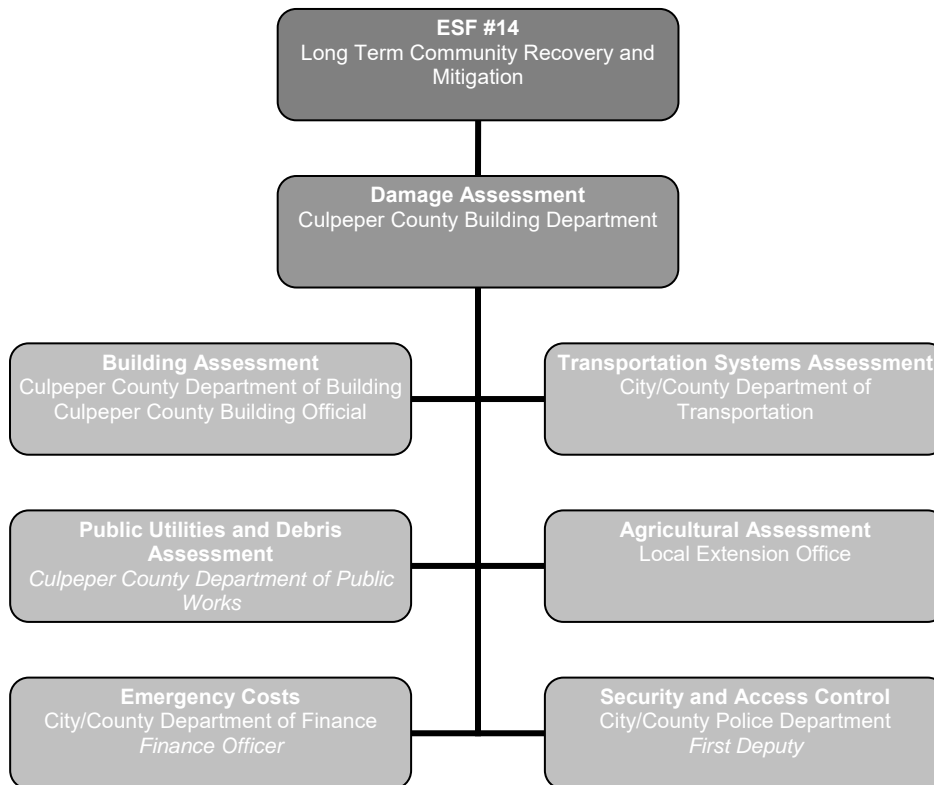 ESF #14
Long Term Community Recovery and
Mitigation
Damage Assessment
Culpeper County Building Department
Building Assessment
Culpeper County Department of Building
Culpeper County Building Official
Transportation Systems Assessment
City/County Department of
Transportation
Public Utilities and Debris
Assessment
Culpeper County Department of Public
Works
Agricultural Assessment
Local Extension Office
Emergency Costs
City/County Department of Finance
Finance Officer
Security and Access Control
City/County Police Department
First Deputy